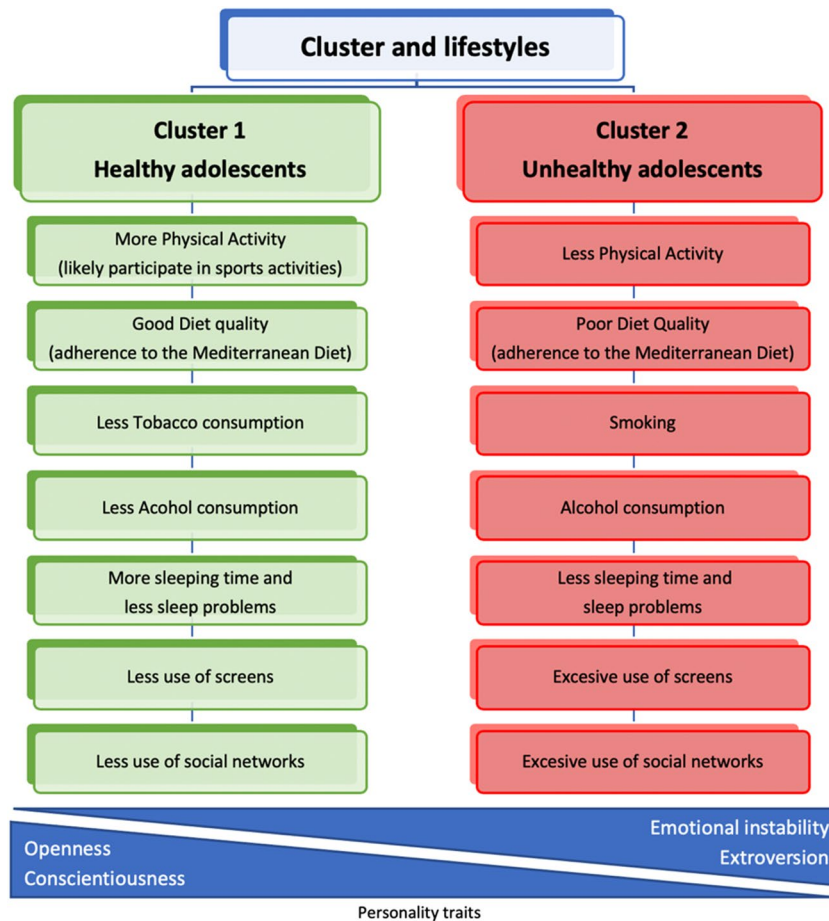 Cluster and lifestyles
Cluster 1
Healthy adolescents
More Physical Activity
(likely participate in sports activities)
Good Diet quality
(adherence to the Mediterranean Diet)
Less Tobacco consumption
Less Acohol consumption
More sleeping time and
less sleep problems
Less use of screens
Less use of social networks
Cluster 2
Unhealthy adolescents
Less Physical Activity
Poor Diet Quality
(adherence to the Mediterranean Diet)
Smoking
Alcohol consumption
Less sleeping time and
sleep problems
Excesive use of screens
Excesive use of social networks
Openness
Conscientiousness
Emotional instability
Extroversion
Personality traits